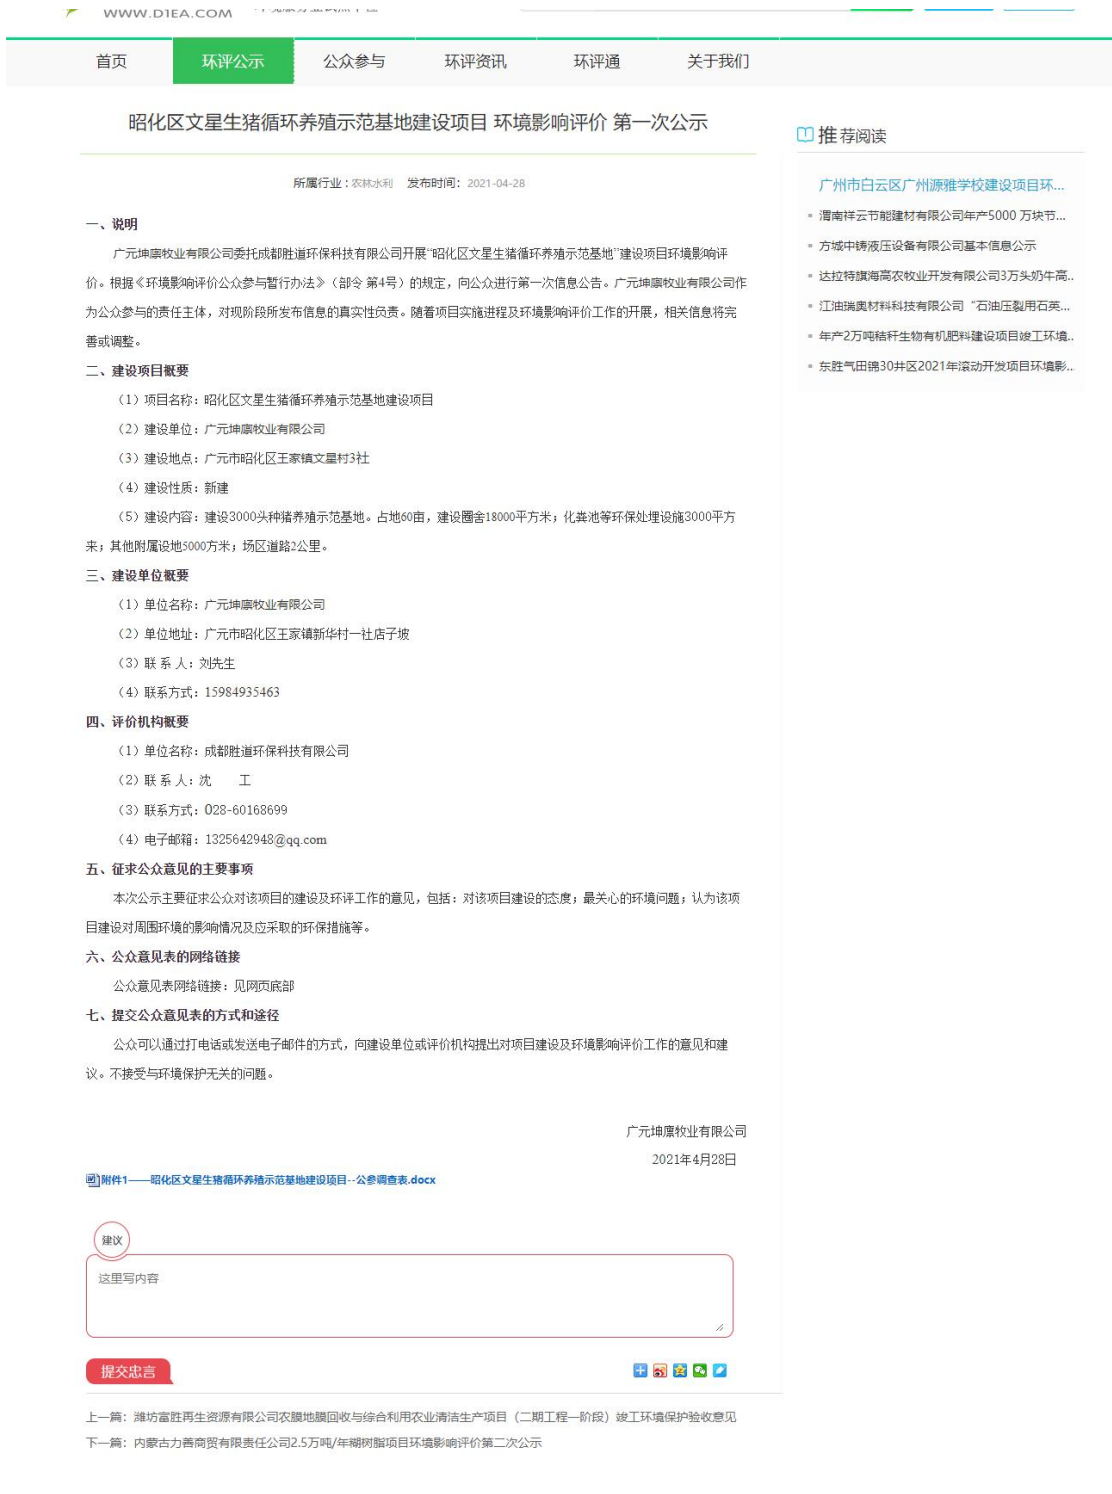 WWW.D1EA.COM
首页
环评公示
公众参与
环评资讯
环评通
关于我们
昭化区文星生猪循环养殖示范基地建设项目 环境影响评价 第一次公示
所属行业：农林水利 发布时间：2021-04-28
一、说明
广元坤廪牧业有限公司委托成都胜道环保科技有限公司开展“昭化区文星生猪循环养殖示范基地”建设项目环境影响评
价。根据《环境影响评价公众参与暂行办法》（部令 第4号）的规定，向公众进行第一次信息公告。广元坤廪牧业有限公司作
为公众参与的责任主体，对现阶段所发布信息的真实性负责。随着项目实施进程及环境影响评价工作的开展，相关信息将完
善或调整。
二、建设项目概要
（1）项目名称：昭化区文星生猪循环养殖示范基地建设项目
（2）建设单位：广元坤廪牧业有限公司
（3）建设地点：广元市昭化区王家镇文星村3社
（4）建设性质：新建
（5）建设内容：建设3000头种猪养殖示范基地。占地60亩，建设圈舍18000平方米；化粪池等环保处理设施3000平方
来；其他附属设地5000方米；场区道路2公里。
三、建设单位概要
（1）单位名称：广元坤廪牧业有限公司
（2）单位地址：广元市昭化区王家镇新华村一社店子坡
（3）联 系 人：刘先生
（4）联系方式：15984935463
四、评价机构概要
（1）单位名称：成都胜道环保科技有限公司
（2）联 系 人：沈 工
（3）联系方式：028-60168699
（4）电子邮箱：1325642948@qq.com
五、征求公众意见的主要事项
本次公示主要征求公众对该项目的建设及环评工作的意见，包括：对该项目建设的态度；最关心的环境问题；认为该项
目建设对周围环境的影响情况及应采取的环保措施等。
六、公众意见表的网络链接
公众意见表网络链接：见网页底部
七、提交公众意见表的方式和途径
公众可以通过打电话或发送电子邮件的方式，向建设单位或评价机构提出对项目建设及环境影响评价工作的意见和建
议。不接受与环境保护无关的问题。
广元坤廪牧业有限公司
2021年4月28日
附件1——昭化区文星生猪循环养殖示范基地建设项目--公参调查表.docx
建议
这里写内容
提交忠言
上一篇：潍坊富胜再生资源有限公司农膜地膜回收与综合利用农业清洁生产项目（二期工程一阶段）竣工环境保护验收意见
下一篇：内蒙古力善商贸有限责任公司2.5万吨/年糊树脂项目环境影响评价第二次公示
推荐阅读
广州市白云区广州源雅学校建设项目环...
渭南祥云节能建材有限公司年产5000 万块节...
方城中铸液压设备有限公司基本信息公示
达拉特旗海高农牧业开发有限公司3万头奶牛高..
江油瑞奥材料科技有限公司 “石油压裂用石英...
年产2万吨秸秆生物有机肥料建设项目竣工环境..
东胜气田锦30井区2021年滚动开发项目环境影...